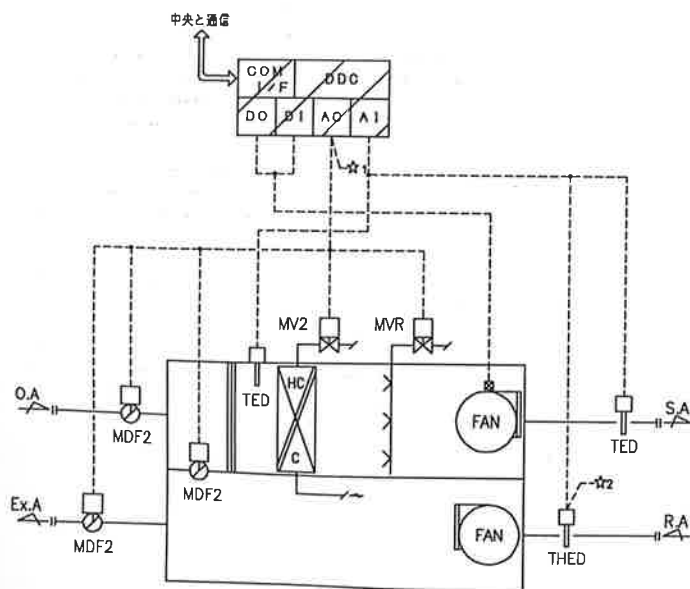 中央と通信
COM
I/F
DDC
DO
DI
AO
AI
☆1
MV2
MVR
O.A
MDF2
TED
HC
C
FAN
TED
S.A
MDF2
☆2
Ex.A
MDF2
FAN
THED
R.A